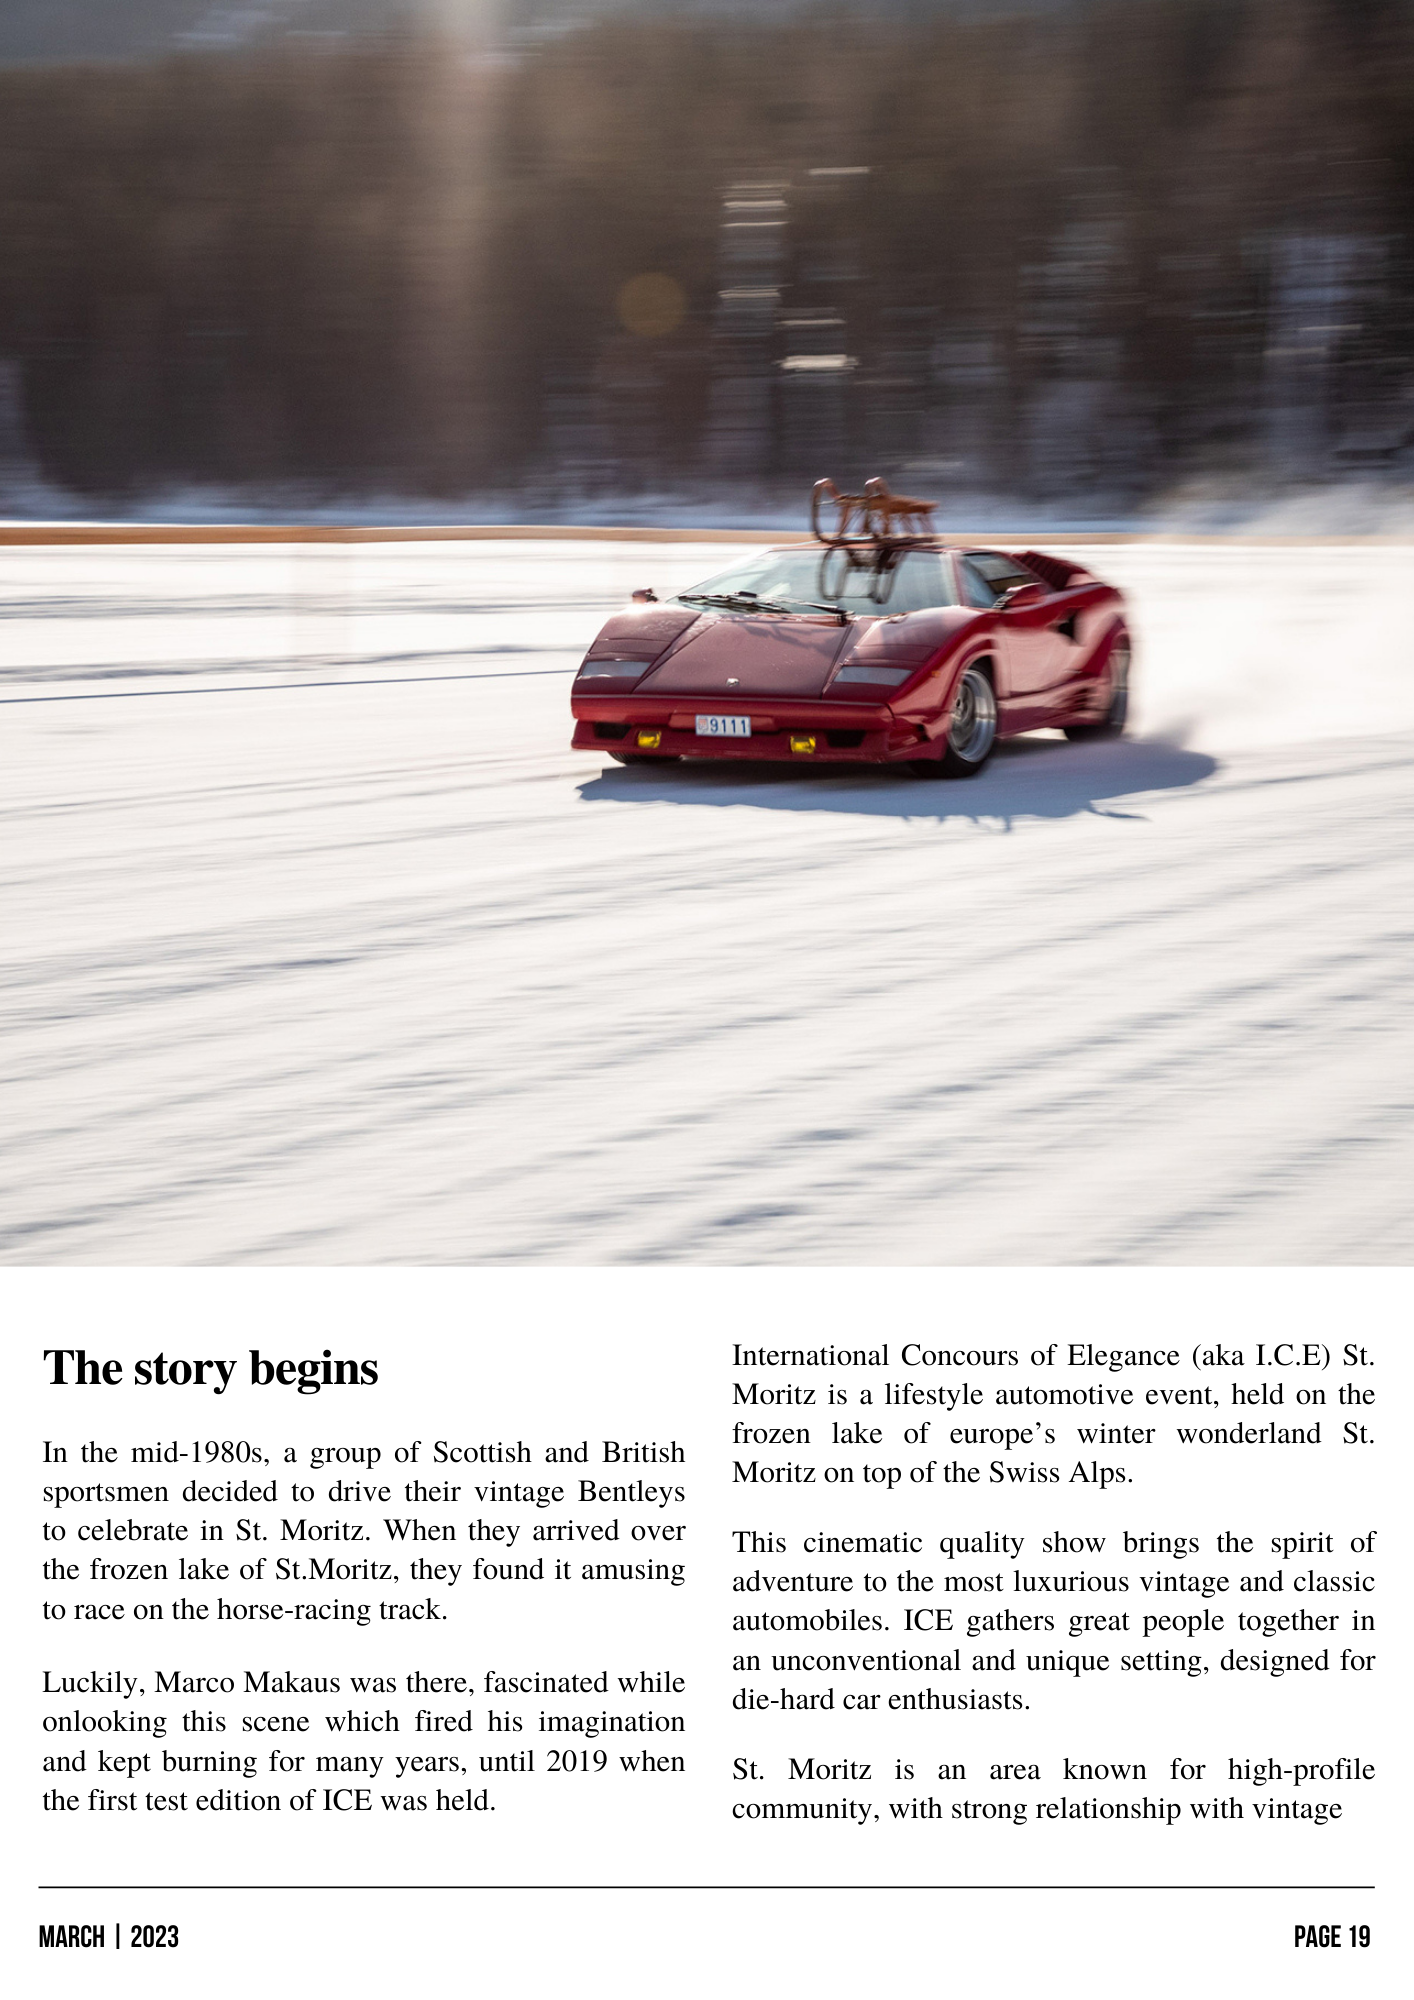 9111
The story begins
In the mid-1980s, a group of Scottish and British
sportsmen decided to drive their vintage Bentleys
to celebrate in St. Moritz. When they arrived over
the frozen lake of St.Moritz, they found it amusing
to race on the horse-racing track.
Luckily, Marco Makaus was there, fascinated while
onlooking this scene which fired his imagination
and kept burning for many years, until 2019 when
the first test edition of ICE was held.
International Concours of Elegance (aka I.C.E) St.
Moritz is a lifestyle automotive event, held on the
frozen lake of europe’s winter wonderland St.
Moritz on top of the Swiss Alps.
This cinematic quality show brings the spirit of
adventure to the most luxurious vintage and classic
automobiles. ICE gathers great people together in
an unconventional and unique setting, designed for
die-hard car enthusiasts.
St. Moritz is an area known for high-profile
community, with strong relationship with vintage
MARCH | 2023
PAGE 19